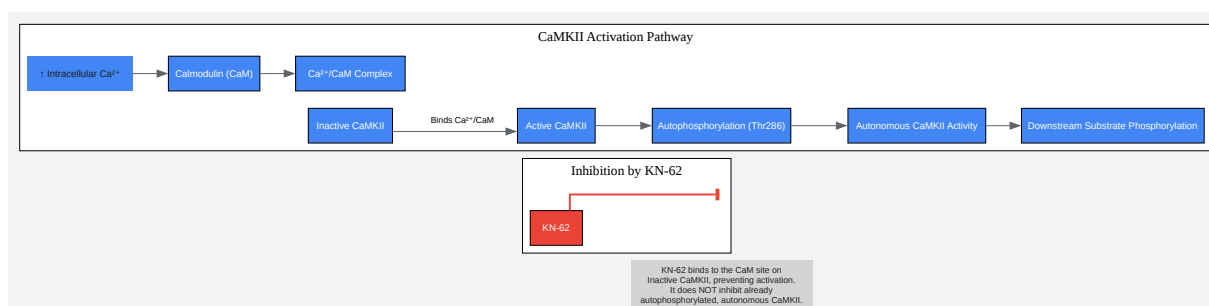 CaMKII Activation Pathway
↑ Intracellular Ca²⁺
Calmodulin (CaM)
Ca²⁺/CaM Complex
Inactive CaMKII
Binds Ca²⁺/CaM
Active CaMKII
Autophosphorylation (Thr286)
Autonomous CaMKII Activity
Downstream Substrate Phosphorylation
Inhibition by KN-62
KN-62
KN-62 binds to the CaM site on
Inactive CaMKII, preventing activation.
It does NOT inhibit already
autophosphorylated, autonomous CaMKII.